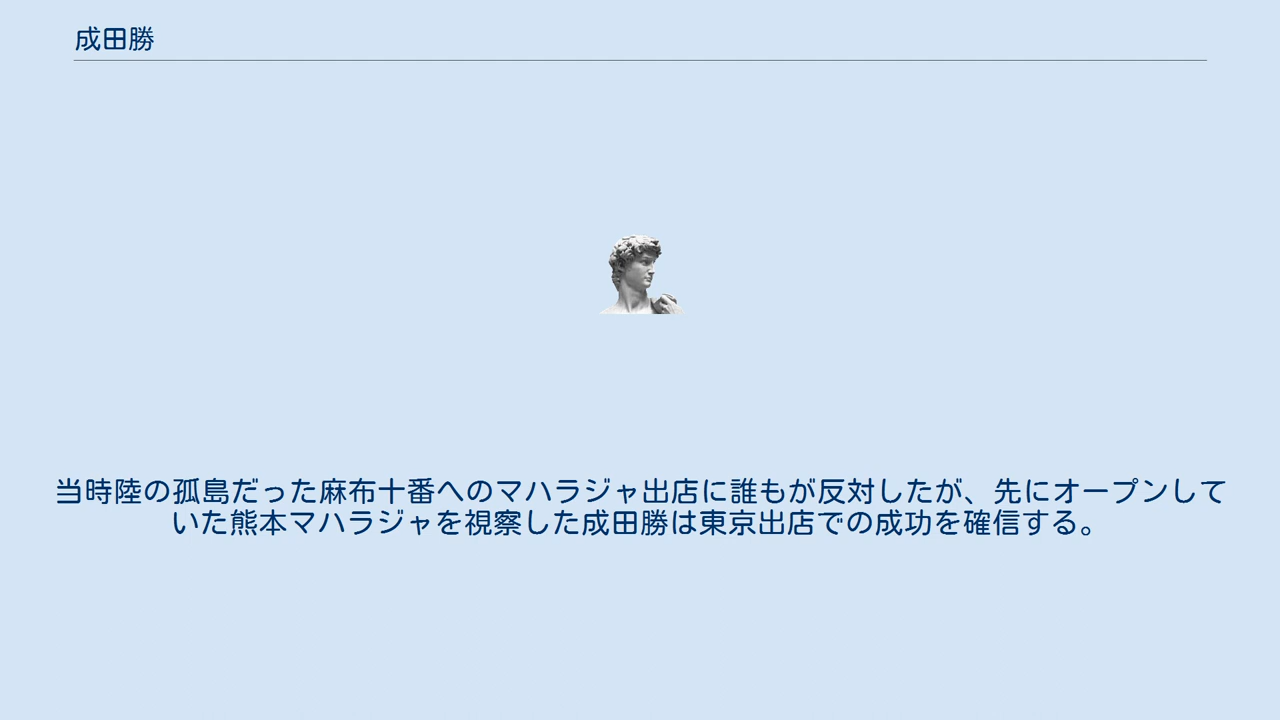 成田勝
当時陸の孤島だった麻布十番へのマハラジャ出店に誰もが反対したが、先にオープンして
いた熊本マハラジャを視察した成田勝は東京出店での成功を確信する。